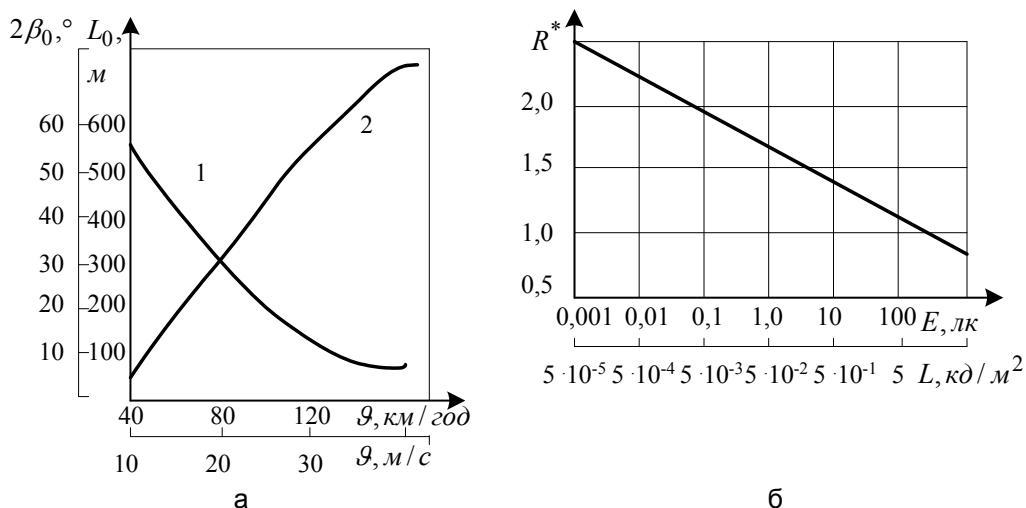 2β₀,° L₀,
м
60 600
50 500
40 400
30 300
20 200
10 100
1
2
40 80 120 ϑ, км/год
10 20 30 ϑ, м/с
а
R*
2,0
1,5
1,0
0,5
0,001 0,01 0,1 1,0 10 100 E, лк
5·10⁻⁵ 5·10⁻⁴ 5·10⁻³ 5·10⁻² 5·10⁻¹ 5 L, кд/м²
б